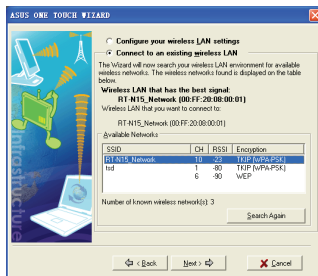 ASUS ONE TOUCH WIZARD
Configure your wireless LAN settings
Connect to an existing wireless LAN
The Wizard will now search your wireless LAN environment for available
wireless networks. The wireless networks found is displayed on the table
below.
Wireless LAN that has the best signal:
RT-N15_Network (00:FF:20:08:00:01)
Wireless LAN that you want to connect to:
RT-N15_Network (00:FF:20:08:00:01)
Available Networks
SSID CH RSSI Encryption
RT-N15_Network 10 -23 TKIP (WPA-PSK)
tsd 1 -80 TKIP (WPA-PSK)
6 -90 WEP
Number of known wireless network(s): 3
Search Again
Infrastructure
< Back Next > Cancel